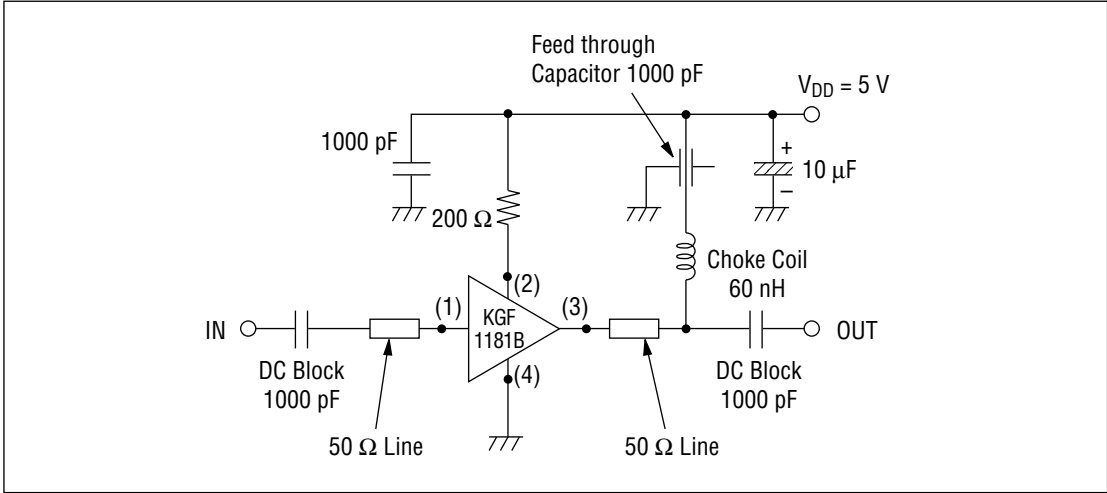 Feed through
Capacitor 1000 pF
V_DD = 5 V
1000 pF
+
10 μF
−
200 Ω
Choke Coil
60 nH
(2)
(1)
KGF
1181B
(3)
IN
OUT
(4)
DC Block
1000 pF
DC Block
1000 pF
50 Ω Line
50 Ω Line